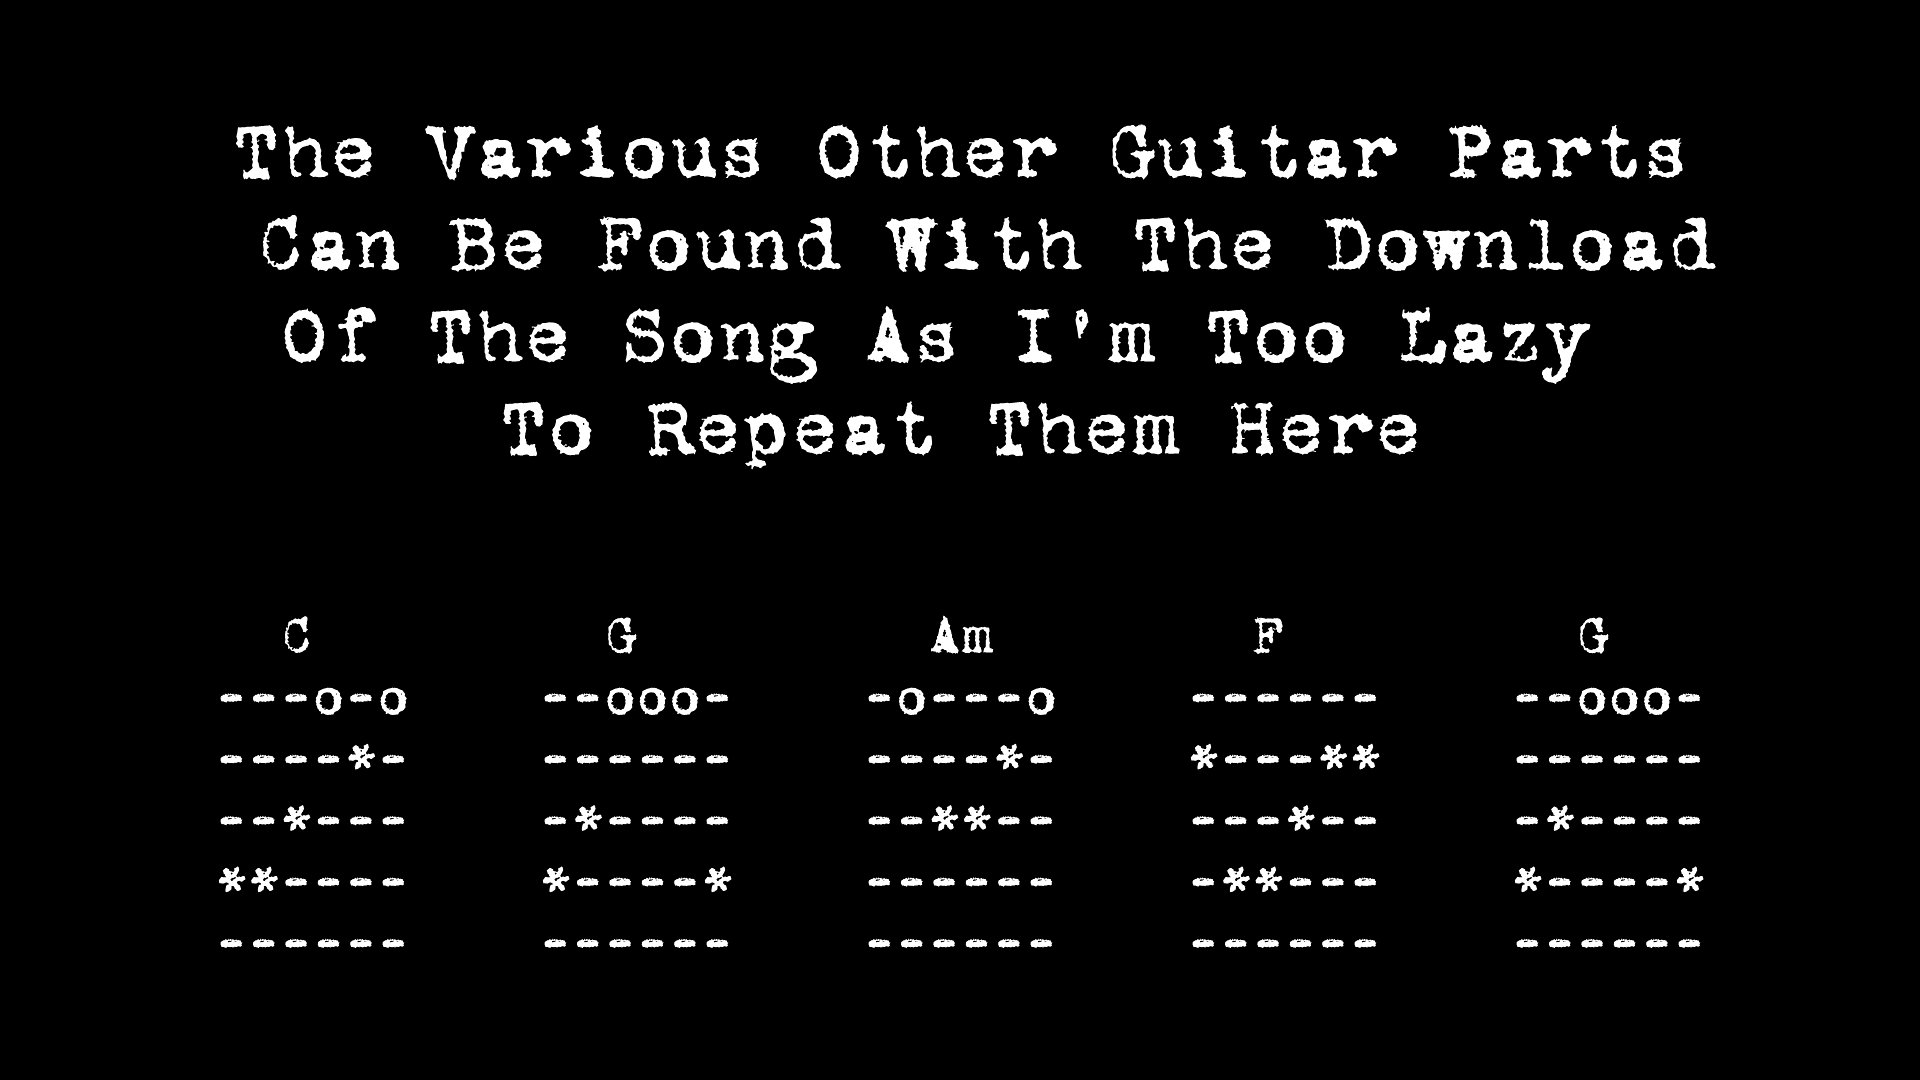 The Various Other Guitar Parts
Can Be Found With The Download
Of The Song As I'm Too Lazy
To Repeat Them Here
C G Am F G
---o-o --ooo- -o---o ------ --ooo-
----*- ------ ----*- *---** ------
--*--- -*---- --**-- ---*-- -*----
**---- *----* ------ -**--- *----*
------ ------ ------ ------ ------